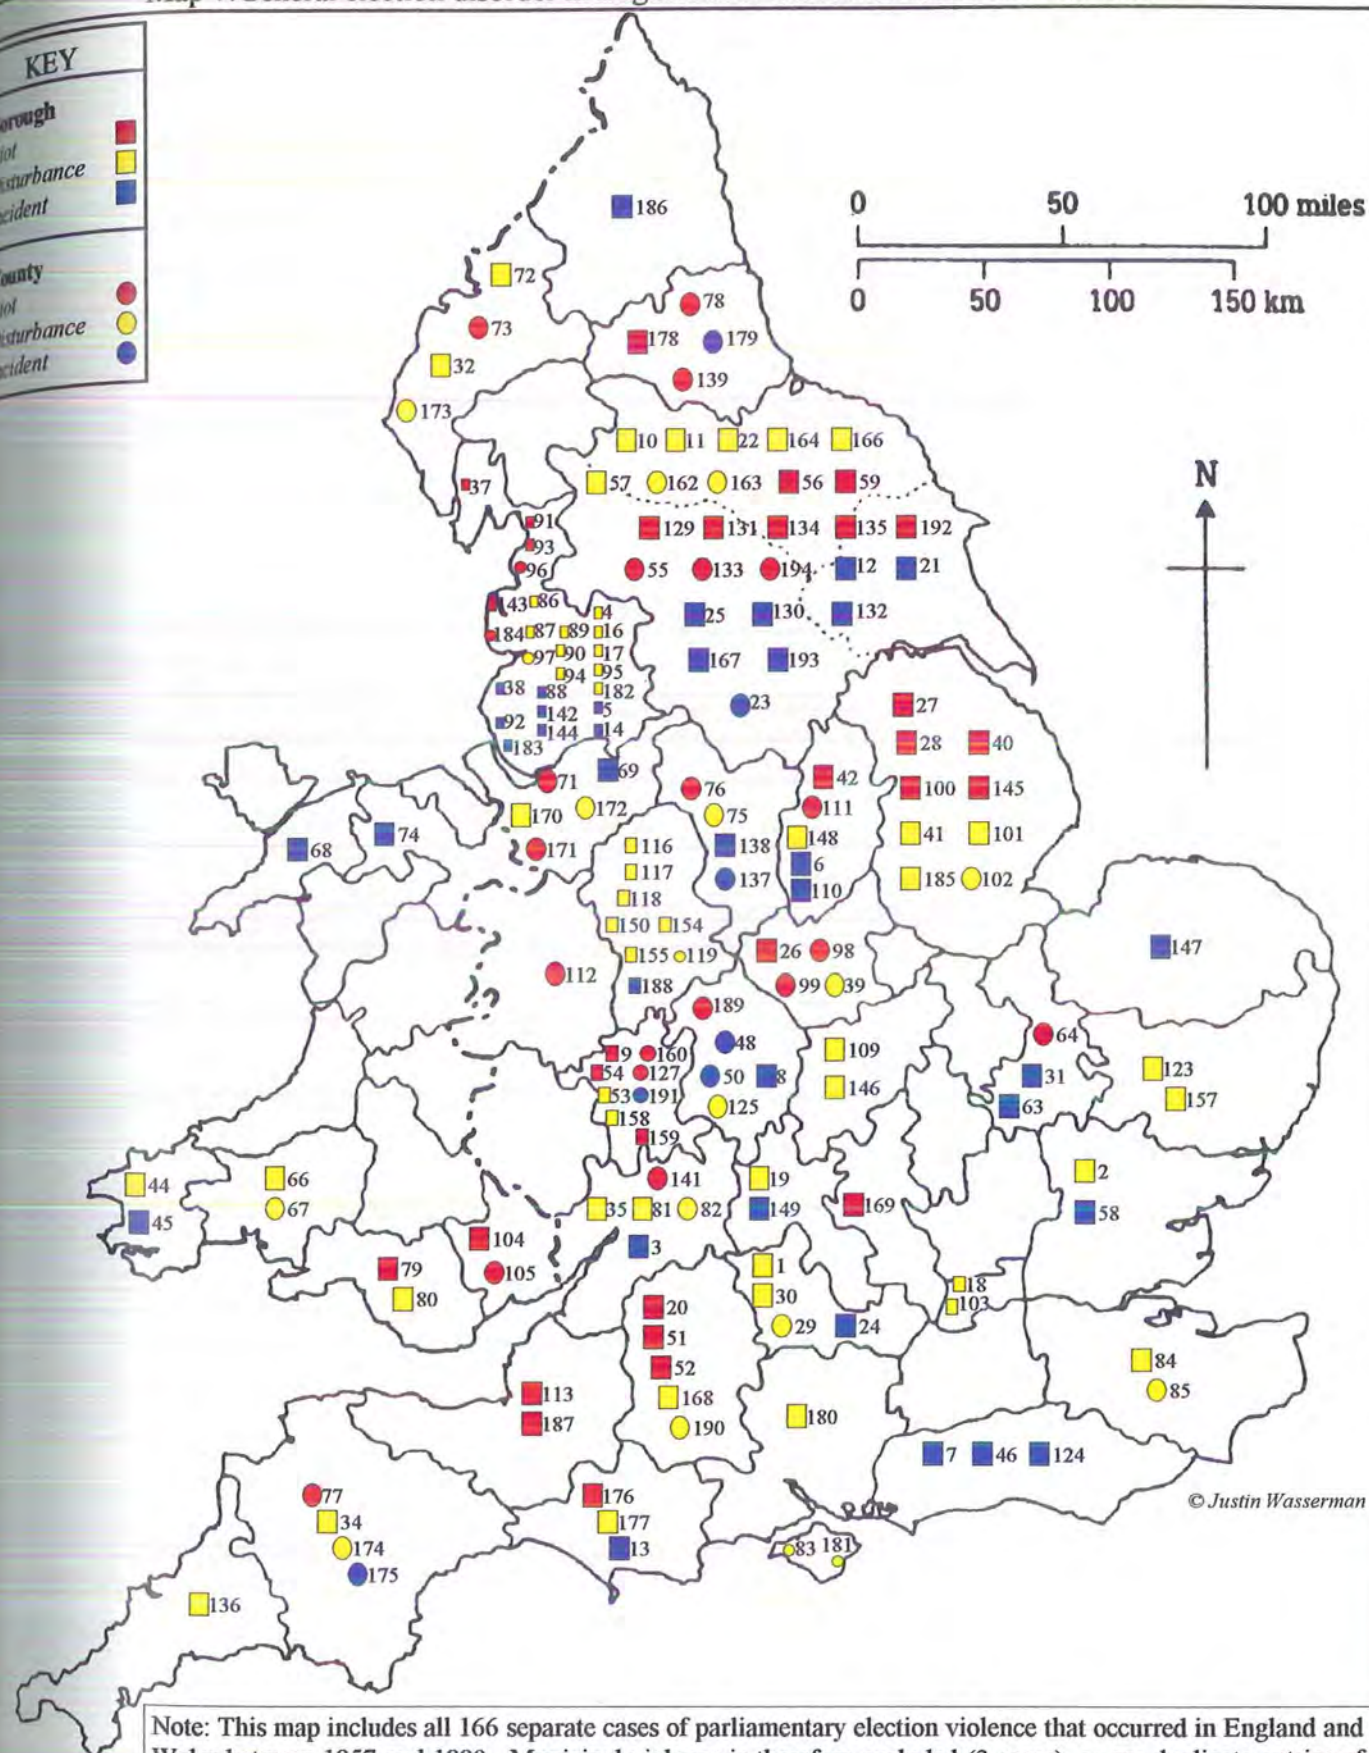 KEY
Disturbance
Disturbance
0 50 100 miles
0 50 100 150 km
N
186
72
78
73
178 179
32
139
173
10 11 22 164 166
57 162 163 56 59
37
91 129 131 134 135 192
93
96 55 133 194 12 21
143 86 4 25 130 132
184 87 89 16
97 90 17 167 193
94 95
38 88 182
5 23 27
92 142
144 14
183 28 40
69
71 76 42 100 145
170 172 75 111
148 41 101
68 74 171 116 138 6
117 137 110 185 102
118
150 154
155 119 26 98 147
112 188 99 39
189
9 160 48 109 64
54 127 50 8 31 123
53 191 125 146 63 157
158
159
44 66 141 19 2
45 67 35 81 82 149 169 58
104 3
79 105 1 18
80 20 30 103
51 29 24
52 84
113 168 85
187 190 180
7 46 124
77 176
34 177 © Justin Wasserman
174 13 83 181
175
136
Note: This map includes all 166 separate cases of parliamentary election violence that occurred in England and